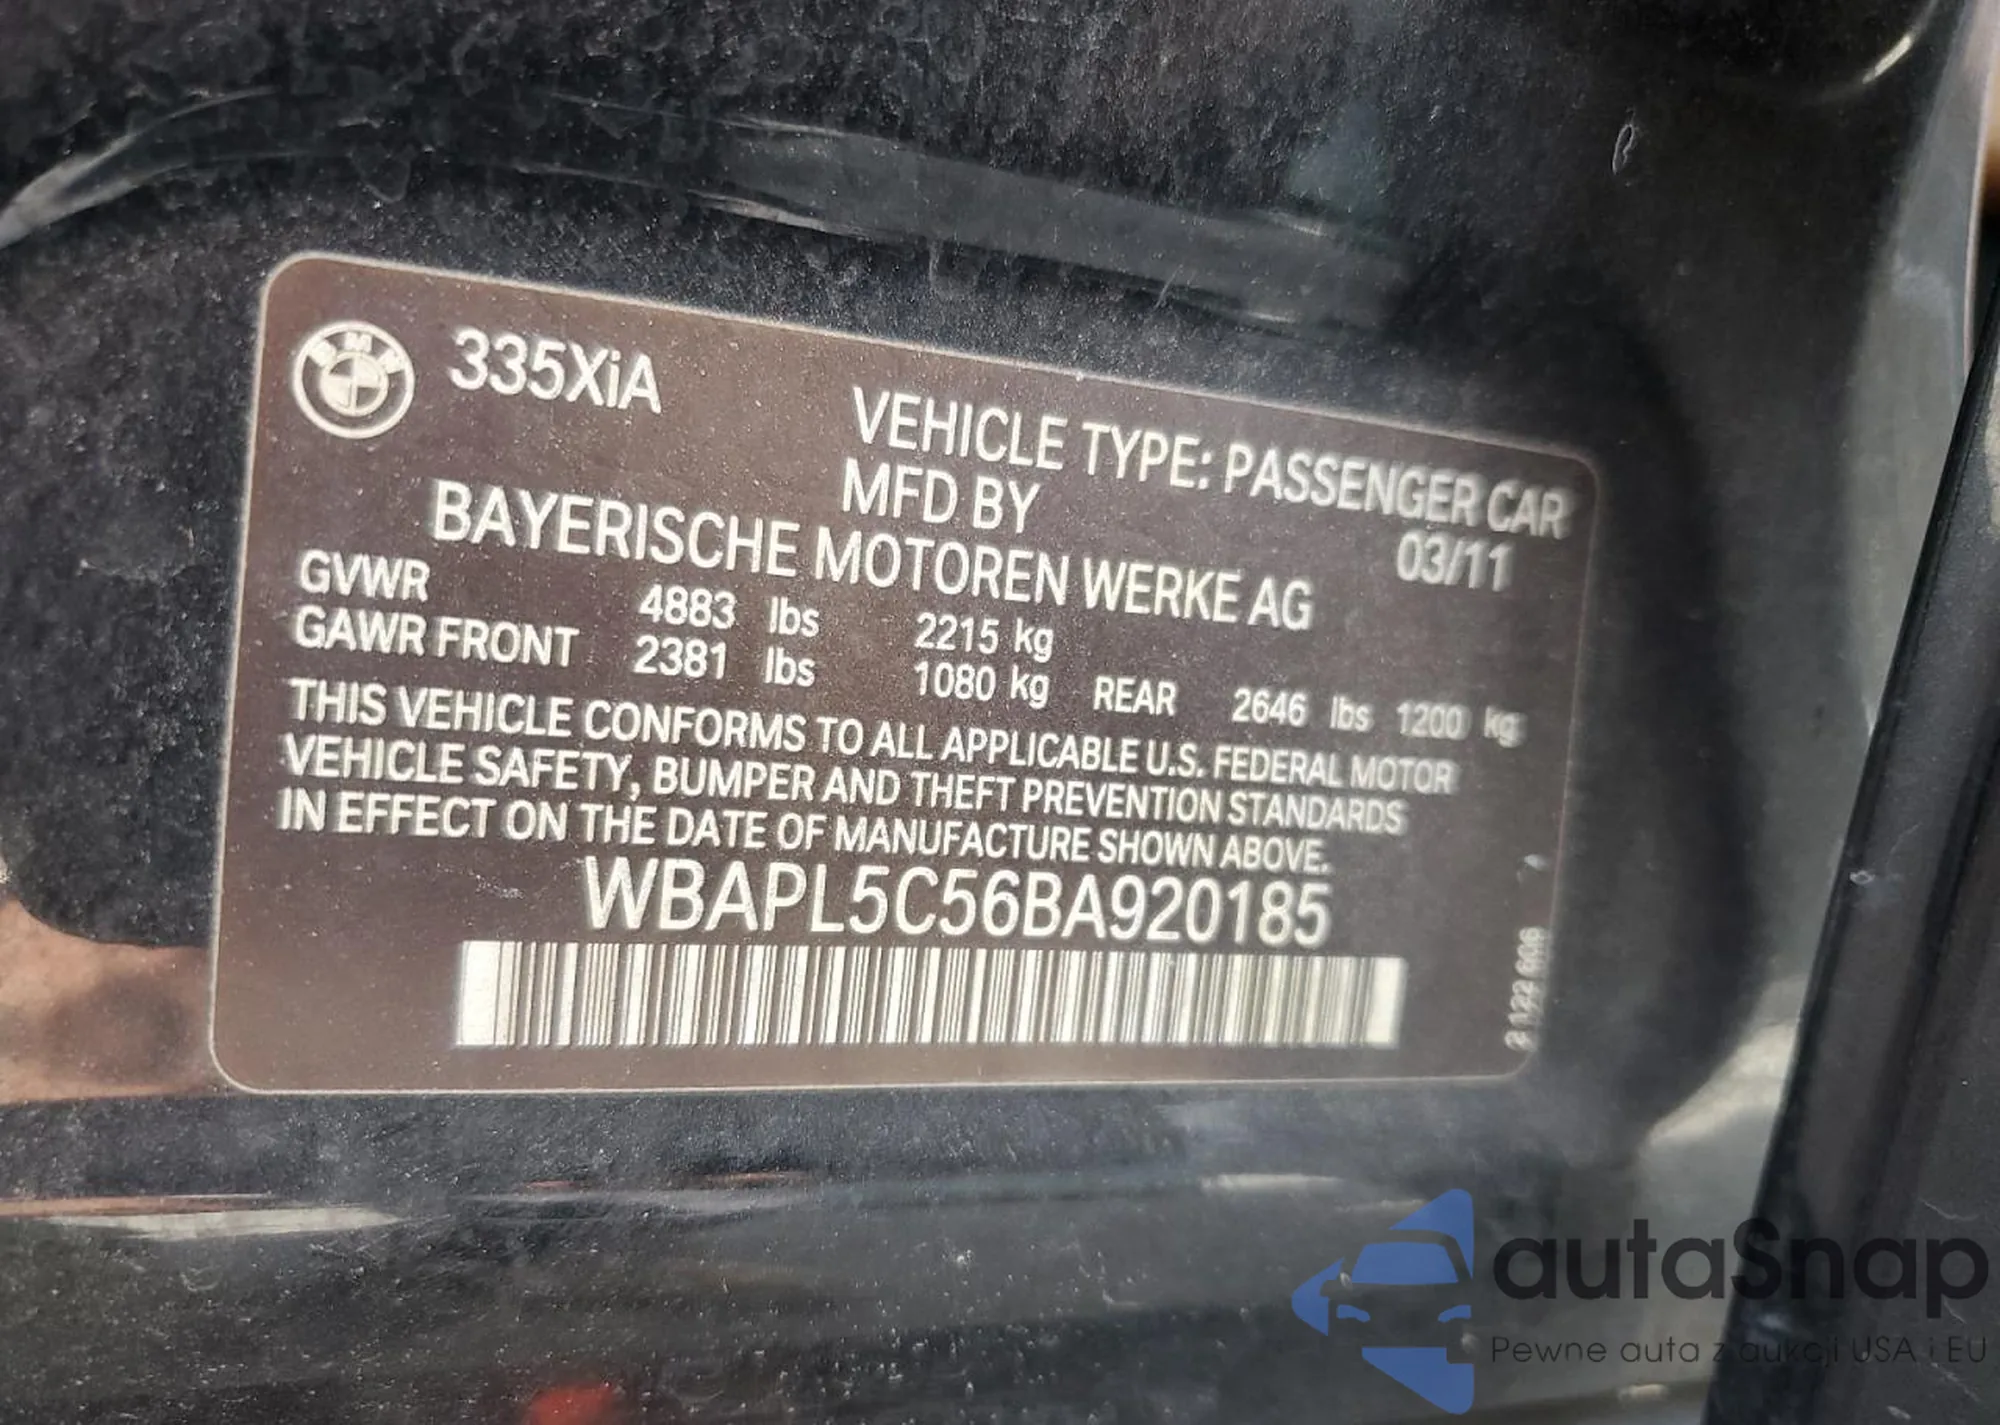 BMW
335XiA
VEHICLE TYPE: PASSENGER CAR
MFD BY
BAYERISCHE MOTOREN WERKE AG 03/11
GVWR 4883 lbs 2215 kg
GAWR FRONT 2381 lbs 1080 kg REAR 2646 lbs 1200 kg
THIS VEHICLE CONFORMS TO ALL APPLICABLE U.S. FEDERAL MOTOR
VEHICLE SAFETY, BUMPER AND THEFT PREVENTION STANDARDS
IN EFFECT ON THE DATE OF MANUFACTURE SHOWN ABOVE.
WBAPL5C56BA920185
autaSnap
Pewne auta z aukcji USA i EU